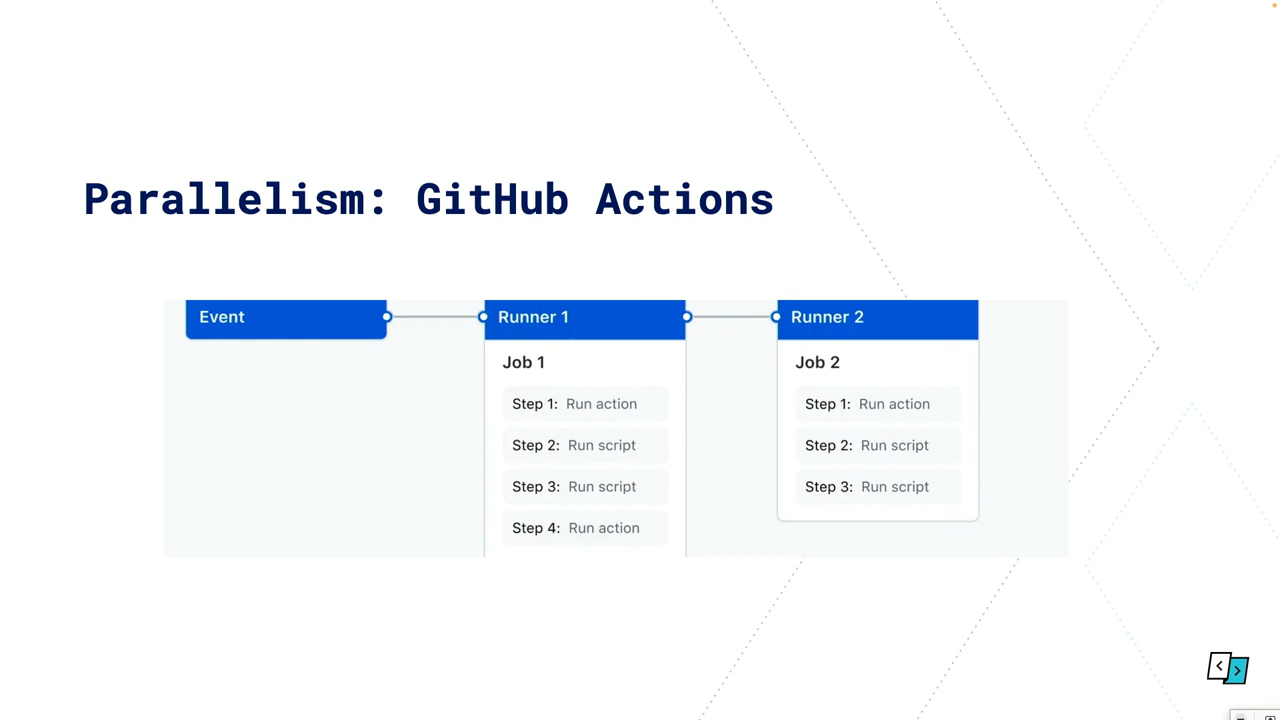 Parallelism: GitHub Actions
Event
Runner 1
Job 1
Step 1: Run action
Step 2: Run script
Step 3: Run script
Step 4: Run action
Runner 2
Job 2
Step 1: Run action
Step 2: Run script
Step 3: Run script